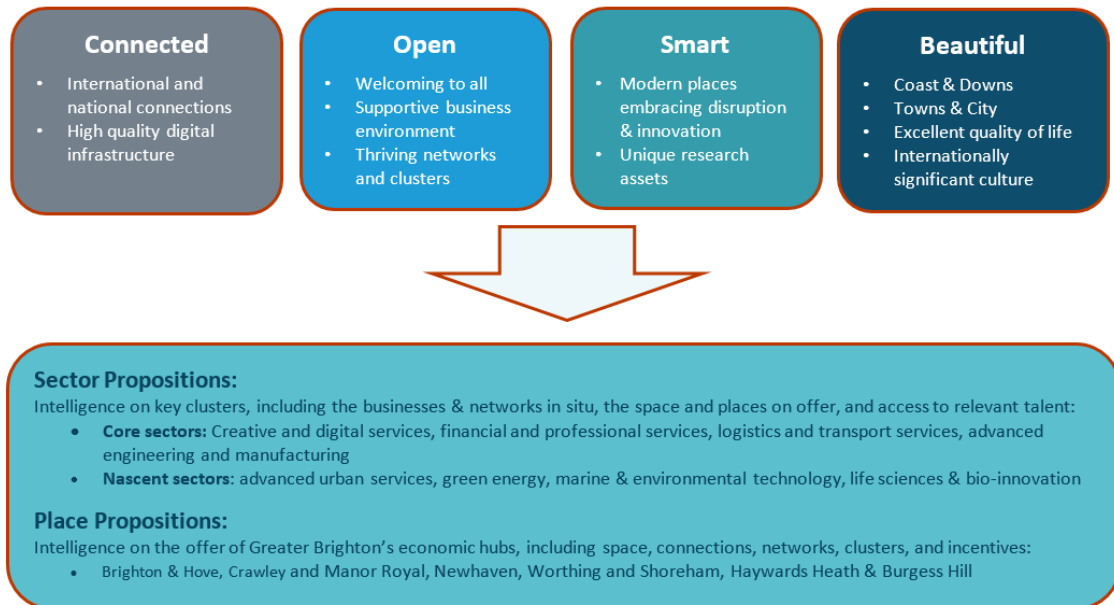 Connected
• International and
national connections
• High quality digital
infrastructure
Open
• Welcoming to all
• Supportive business
environment
• Thriving networks
and clusters
Smart
• Modern places
embracing disruption
& innovation
• Unique research
assets
Beautiful
• Coast & Downs
• Towns & City
• Excellent quality of life
• Internationally
significant culture
Sector Propositions:
Intelligence on key clusters, including the businesses & networks in situ, the space and places on offer, and access to relevant talent:
• Core sectors: Creative and digital services, financial and professional services, logistics and transport services, advanced
engineering and manufacturing
• Nascent sectors: advanced urban services, green energy, marine & environmental technology, life sciences & bio-innovation
Place Propositions:
Intelligence on the offer of Greater Brighton's economic hubs, including space, connections, networks, clusters, and incentives:
• Brighton & Hove, Crawley and Manor Royal, Newhaven, Worthing and Shoreham, Haywards Heath & Burgess Hill